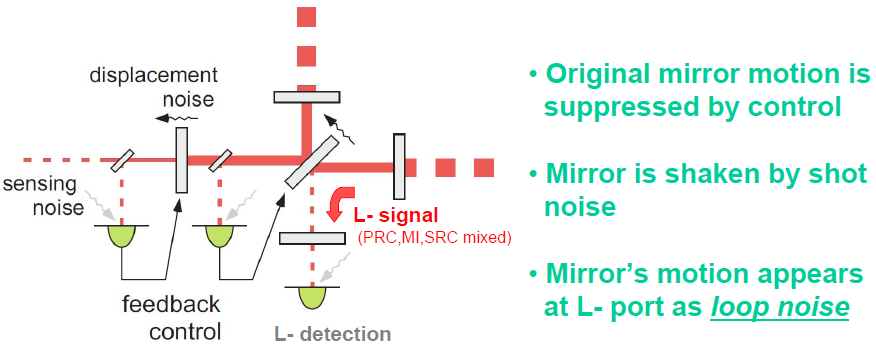 displacement
noise
sensing
noise
L- signal
(PRC,MI,SRC mixed)
feedback
control
L- detection
• Original mirror motion is
suppressed by control
• Mirror is shaken by shot
noise
• Mirror's motion appears
at L- port as loop noise